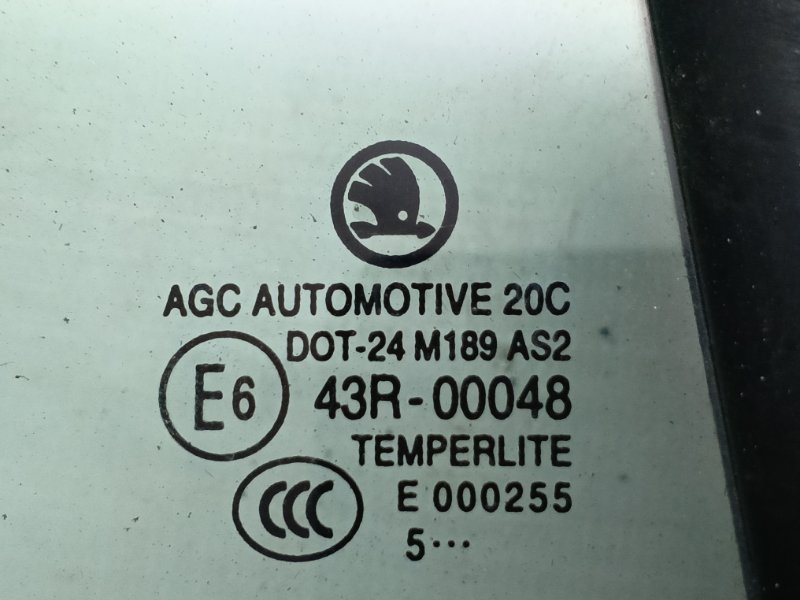 AGC AUTOMOTIVE 20C
DOT-24 M189 AS2
E6 43R-00048
TEMPERLITE
CCC E 000255
5···